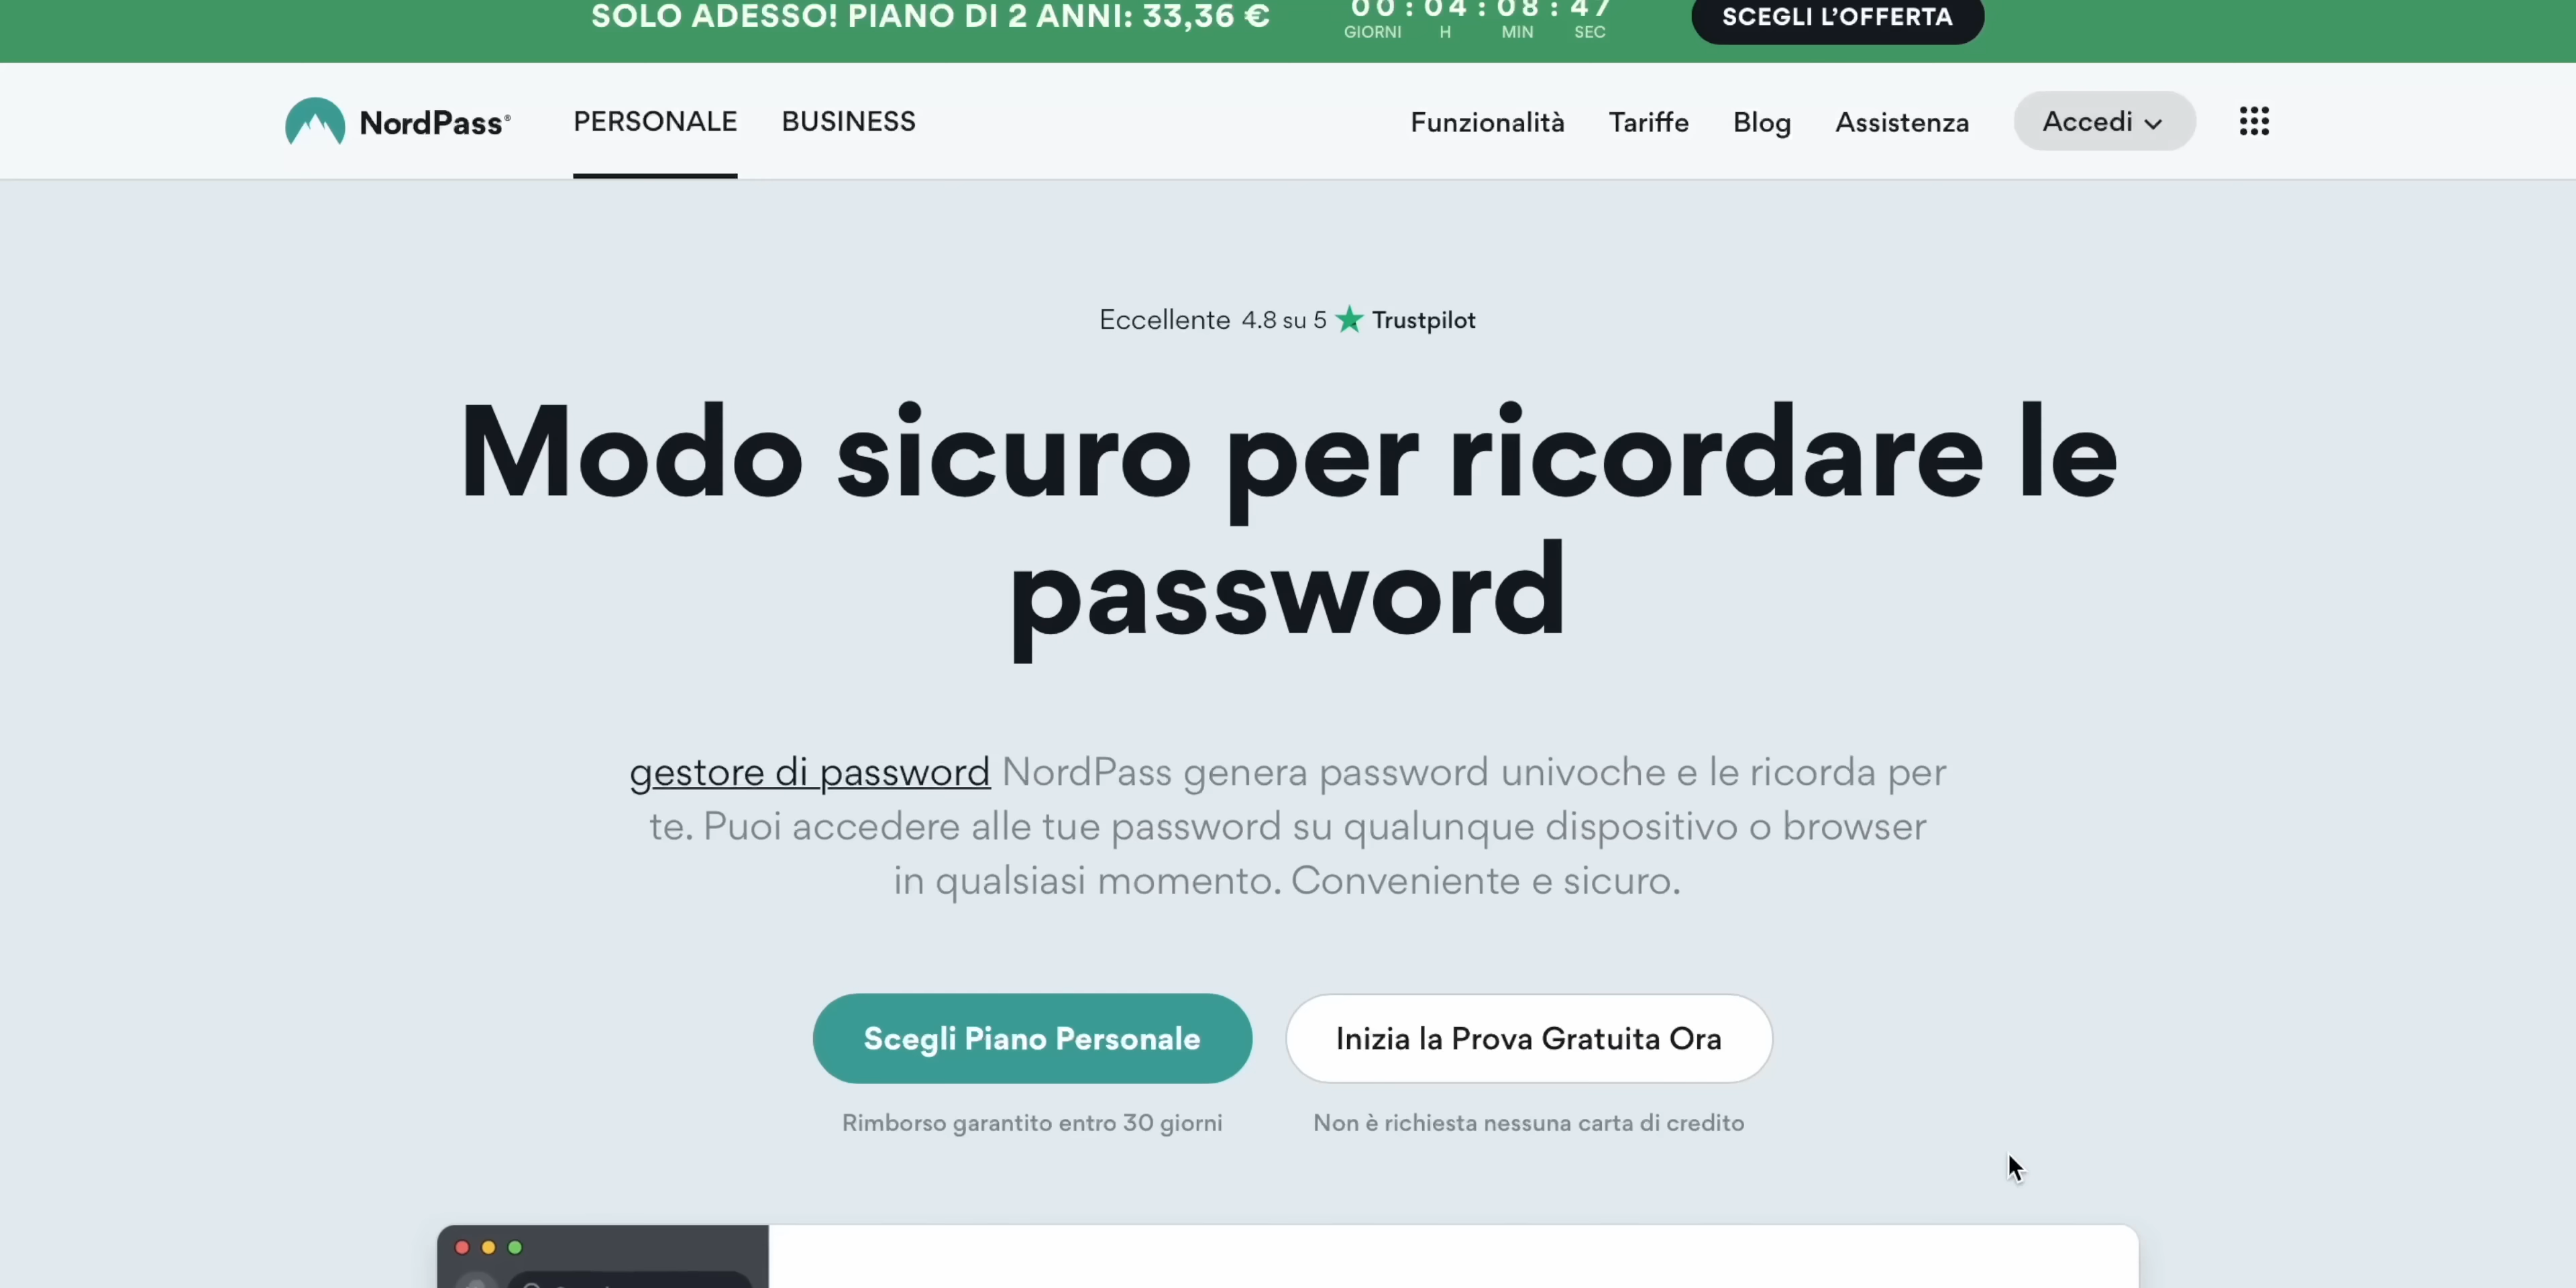 SOLO ADESSO! PIANO DI 2 ANNI: 33,36 €
00 : 04 : 08 : 47
GIORNI H MIN SEC
SCEGLI L'OFFERTA
NordPass®
PERSONALE
BUSINESS
Funzionalità
Tariffe
Blog
Assistenza
Accedi
Eccellente 4.8 su 5 Trustpilot
Modo sicuro per ricordare le
password
gestore di password NordPass genera password univoche e le ricorda per
te. Puoi accedere alle tue password su qualunque dispositivo o browser
in qualsiasi momento. Conveniente e sicuro.
Scegli Piano Personale
Inizia la Prova Gratuita Ora
Rimborso garantito entro 30 giorni
Non è richiesta nessuna carta di credito